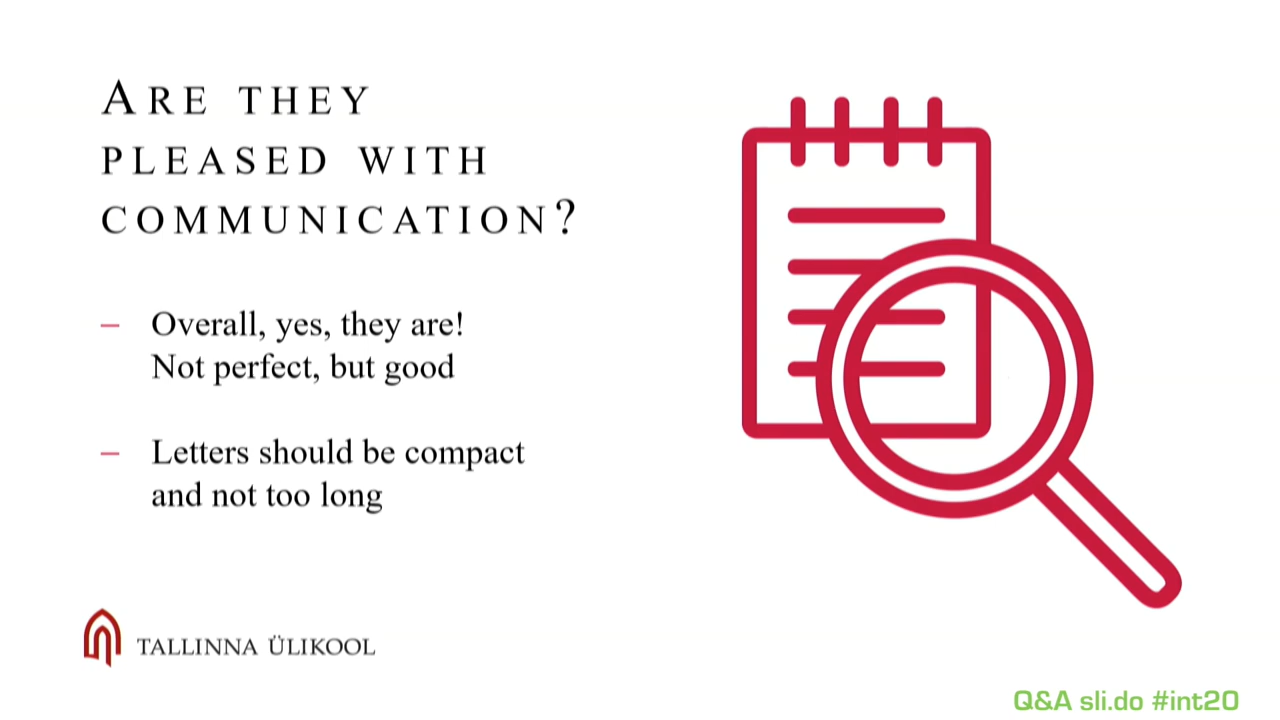 Are they
pleased with
communication?
– Overall, yes, they are!
Not perfect, but good
– Letters should be compact
and not too long
TALLINNA ÜLIKOOL
Q&A sli.do #int20